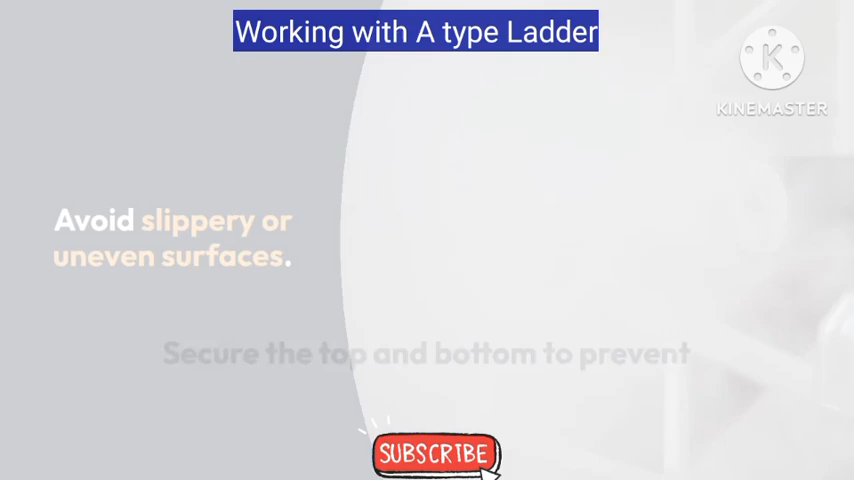 Working with A type Ladder
KINEMASTER
Avoid slippery or
uneven surfaces.
Secure the top and bottom to prevent
SUBSCRIBE